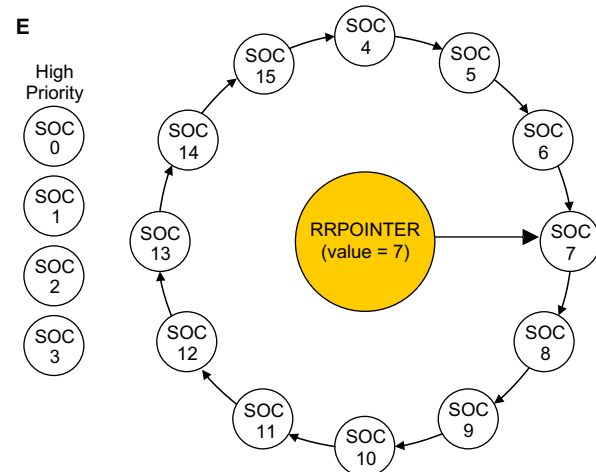 E
High
Priority
SOC
0
SOC
1
SOC
2
SOC
3
SOC
4
SOC
5
SOC
6
SOC
7
SOC
8
SOC
9
SOC
10
SOC
11
SOC
12
SOC
13
SOC
14
SOC
15
RRPOINTER
(value = 7)